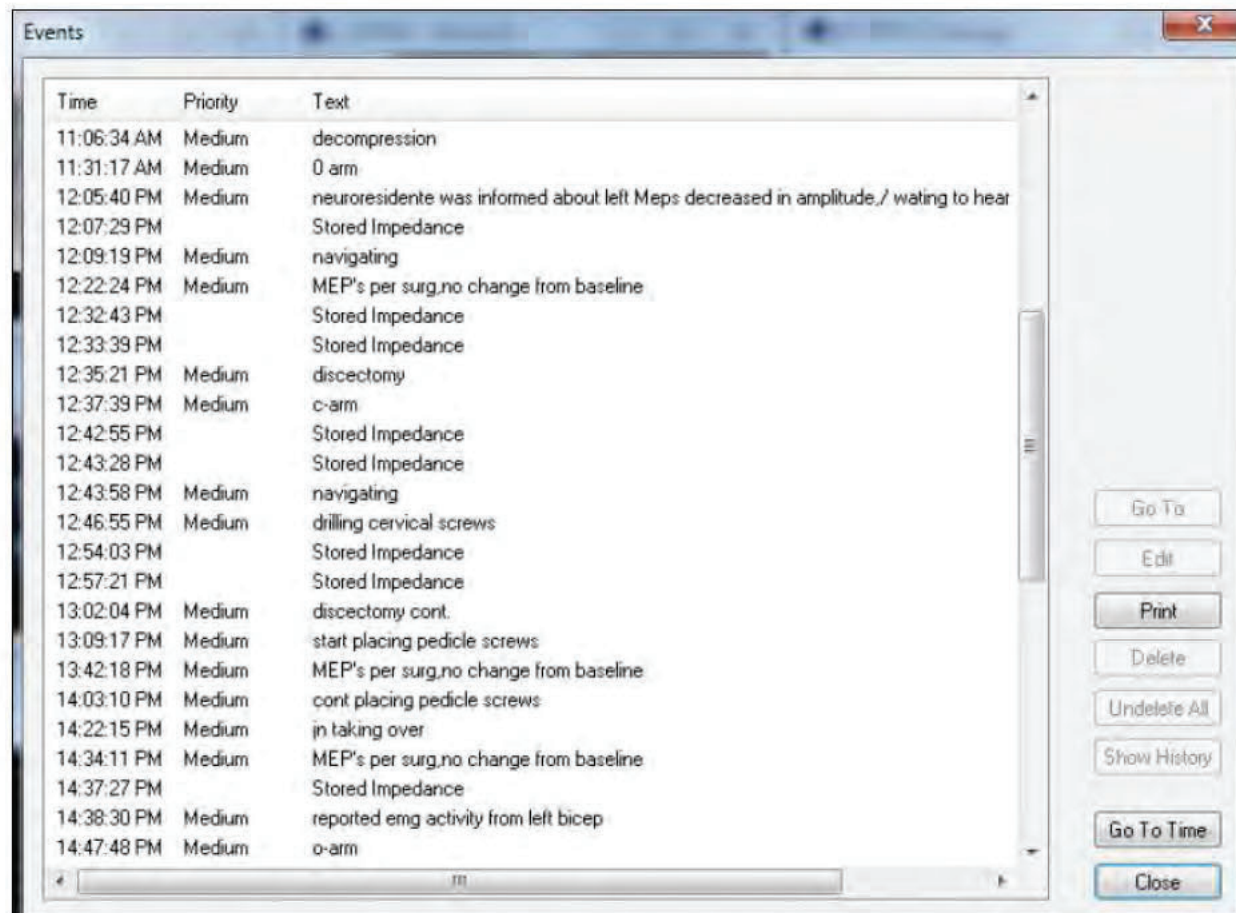 Events
Time Priority Text
11:06:34 AM Medium decompression
11:31:17 AM Medium 0 arm
12:05:40 PM Medium neuroresidente was informed about left Meps decreased in amplitude,/ wating to hear
12:07:29 PM Stored Impedance
12:09:19 PM Medium navigating
12:22:24 PM Medium MEP's per surg,no change from baseline
12:32:43 PM Stored Impedance
12:33:39 PM Stored Impedance
12:35:21 PM Medium discectomy
12:37:39 PM Medium c-arm
12:42:55 PM Stored Impedance
12:43:28 PM Stored Impedance
12:43:58 PM Medium navigating
12:46:55 PM Medium drilling cervical screws
12:54:03 PM Stored Impedance
12:57:21 PM Stored Impedance
13:02:04 PM Medium discectomy cont.
13:09:17 PM Medium start placing pedicle screws
13:42:18 PM Medium MEP's per surg,no change from baseline
14:03:10 PM Medium cont placing pedicle screws
14:22:15 PM Medium jn taking over
14:34:11 PM Medium MEP's per surg,no change from baseline
14:37:27 PM Stored Impedance
14:38:30 PM Medium reported emg activity from left bicep
14:47:48 PM Medium o-arm
Go To
Edit
Print
Delete
Undelete All
Show History
Go To Time
Close